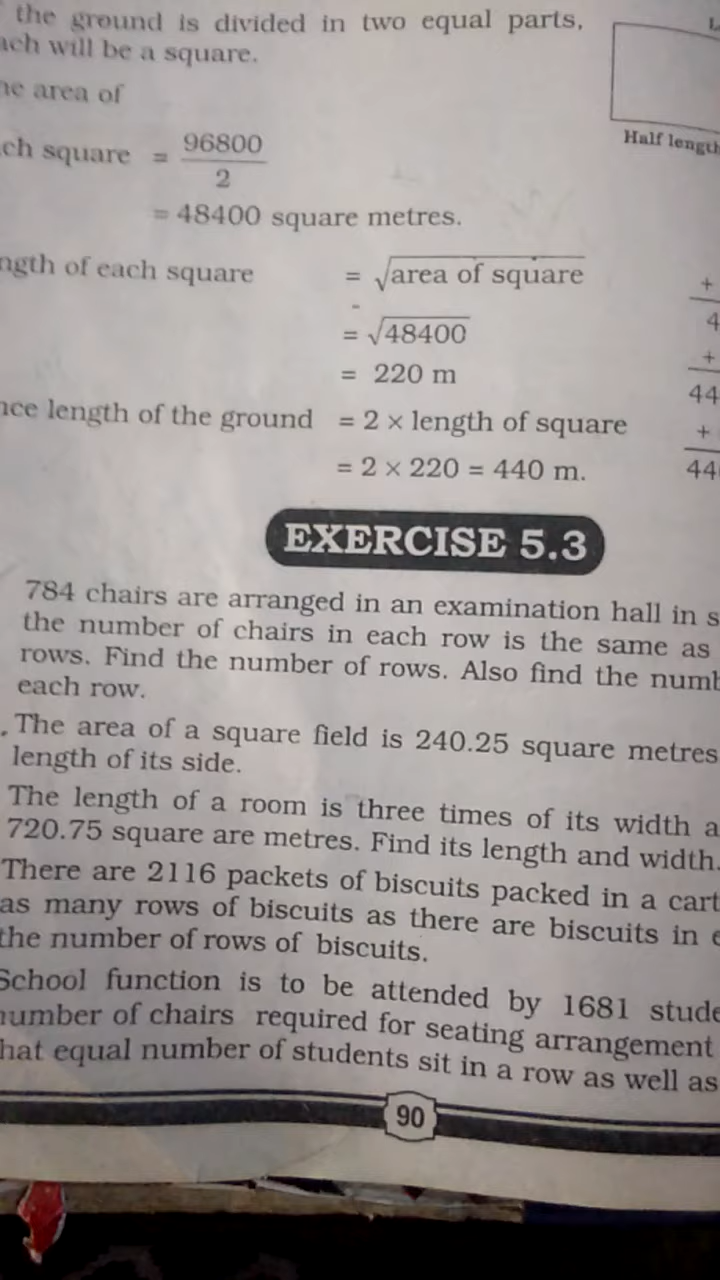 the ground is divided in two equal parts,
ach will be a square.
L
ne area of
Half length
ch square = 96800
2
= 48400 square metres.
ngth of each square = √area of square
= √48400
= 220 m
nce length of the ground = 2 × length of square
= 2 × 220 = 440 m.
+
4
+
44
+
44
EXERCISE 5.3
784 chairs are arranged in an examination hall in s
the number of chairs in each row is the same as
rows. Find the number of rows. Also find the numb
each row.
. The area of a square field is 240.25 square metres
length of its side.
The length of a room is three times of its width a
720.75 square are metres. Find its length and width.
There are 2116 packets of biscuits packed in a cart
as many rows of biscuits as there are biscuits in e
the number of rows of biscuits.
School function is to be attended by 1681 stude
number of chairs required for seating arrangement
hat equal number of students sit in a row as well as
90